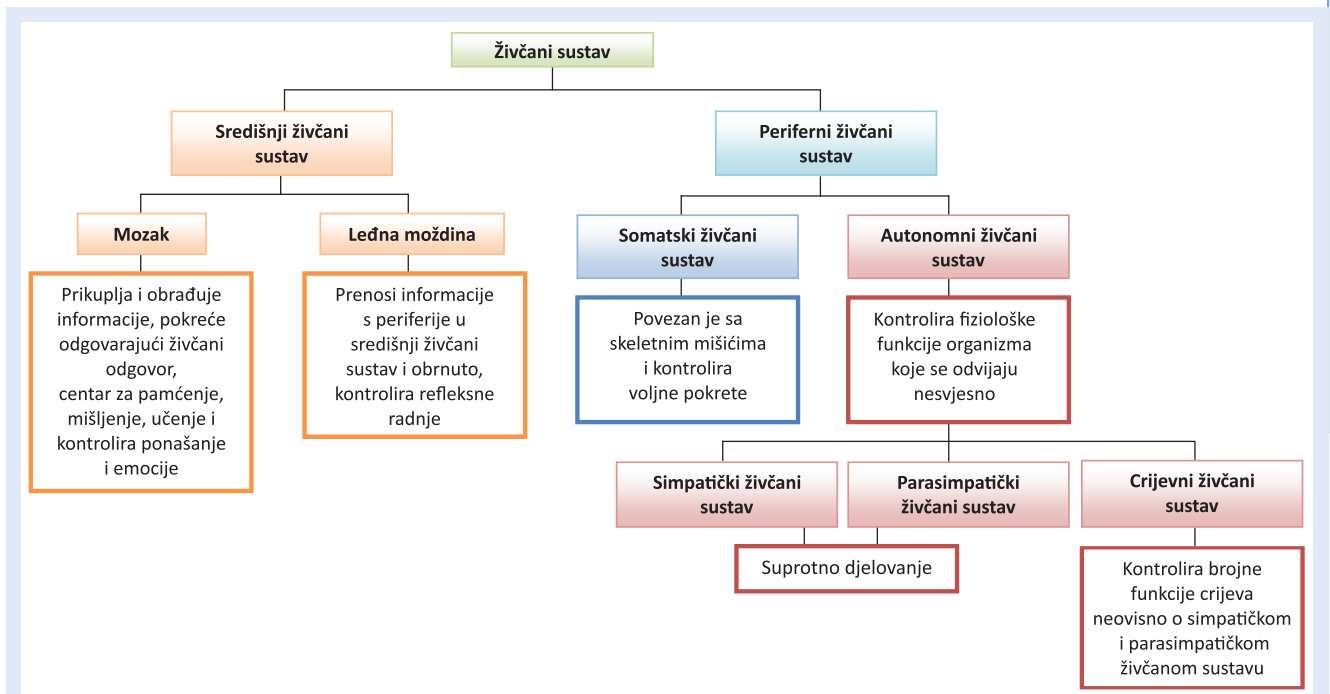 Živčani sustav
Središnji živčani
sustav
Periferni živčani
sustav
Mozak
Leđna moždina
Somatski živčani
sustav
Autonomni živčani
sustav
Prikuplja i obrađuje
informacije, pokreće
odgovarajući živčani
odgovor,
centar za pamćenje,
mišljenje, učenje i
kontrolira ponašanje
i emocije
Prenosi informacije
s periferije u
središnji živčani
sustav i obrnuto,
kontrolira refleksne
radnje
Povezan je sa
skeletnim mišićima
i kontrolira
voljne pokrete
Kontrolira fiziološke
funkcije organizma
koje se odvijaju
nesvjesno
Simpatički živčani
sustav
Parasimpatički
živčani sustav
Crijevni živčani
sustav
Suprotno djelovanje
Kontrolira brojne
funkcije crijeva
neovisno o simpatičkom
i parasimpatičkom
živčanom sustavu